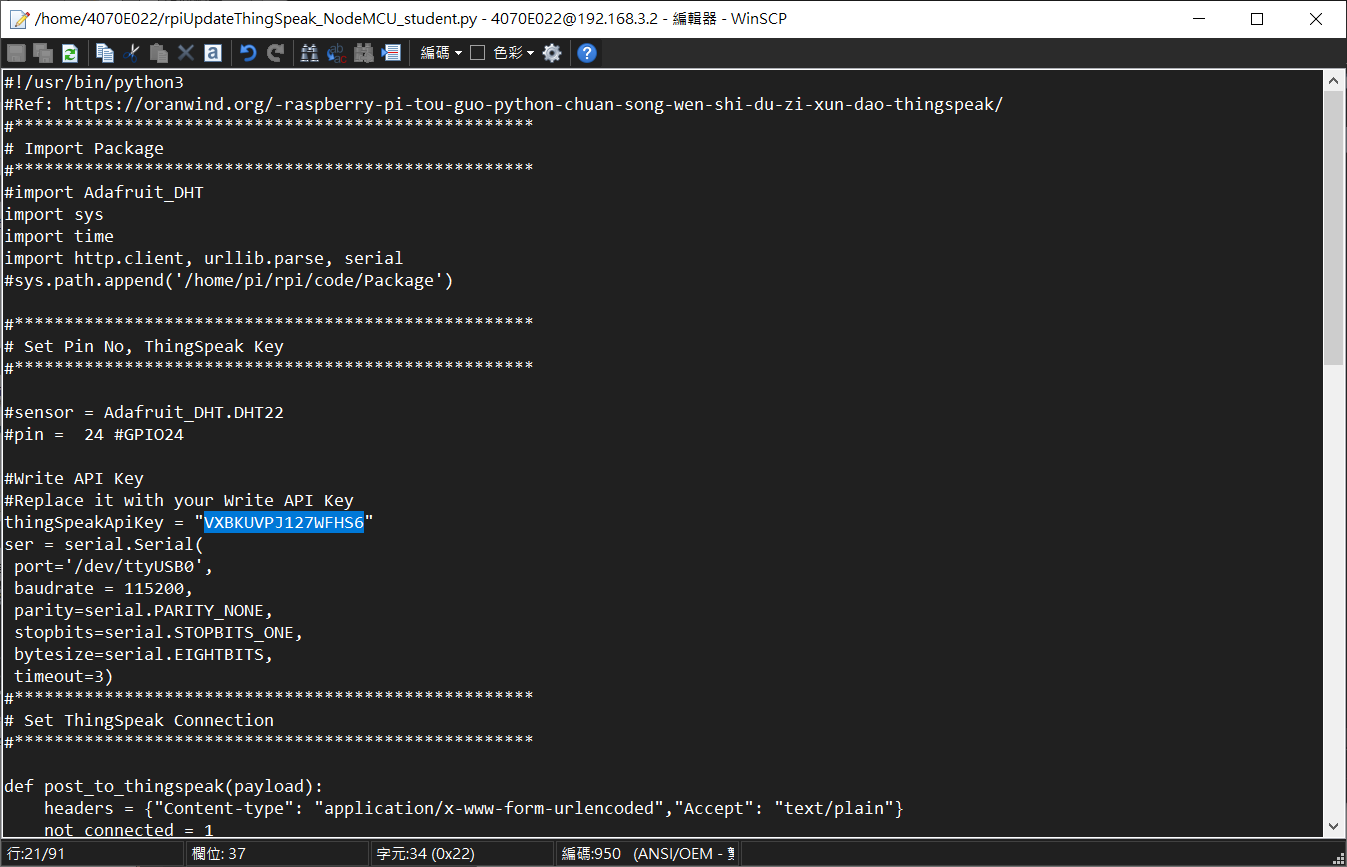 /home/4070E022/rpiUpdateThingSpeak_NodeMCU_student.py - 4070E022@192.168.3.2 - 編輯器 - WinSCP
編碼 色彩
#!/usr/bin/python3
#Ref: https://oranwind.org/-raspberry-pi-tou-guo-python-chuan-song-wen-shi-du-zi-xun-dao-thingspeak/
#****************************************************
# Import Package
#****************************************************
#import Adafruit_DHT
import sys
import time
import http.client, urllib.parse, serial
#sys.path.append('/home/pi/rpi/code/Package')
#****************************************************
# Set Pin No, ThingSpeak Key
#****************************************************
#sensor = Adafruit_DHT.DHT22
#pin =  24 #GPIO24
#Write API Key
#Replace it with your Write API Key
thingSpeakApiKey = "VXBKUVPJ127WFHS6"
ser = serial.Serial(
 port='/dev/ttyUSB0',
 baudrate = 115200,
 parity=serial.PARITY_NONE,
 stopbits=serial.STOPBITS_ONE,
 bytesize=serial.EIGHTBITS,
 timeout=3)
#****************************************************
# Set ThingSpeak Connection
#****************************************************
def post_to_thingspeak(payload):
    headers = {"Content-type": "application/x-www-form-urlencoded","Accept": "text/plain"}
    not_connected = 1
行:21/91 欄位: 37 字元:34 (0x22) 編碼:950 (ANSI/OEM -